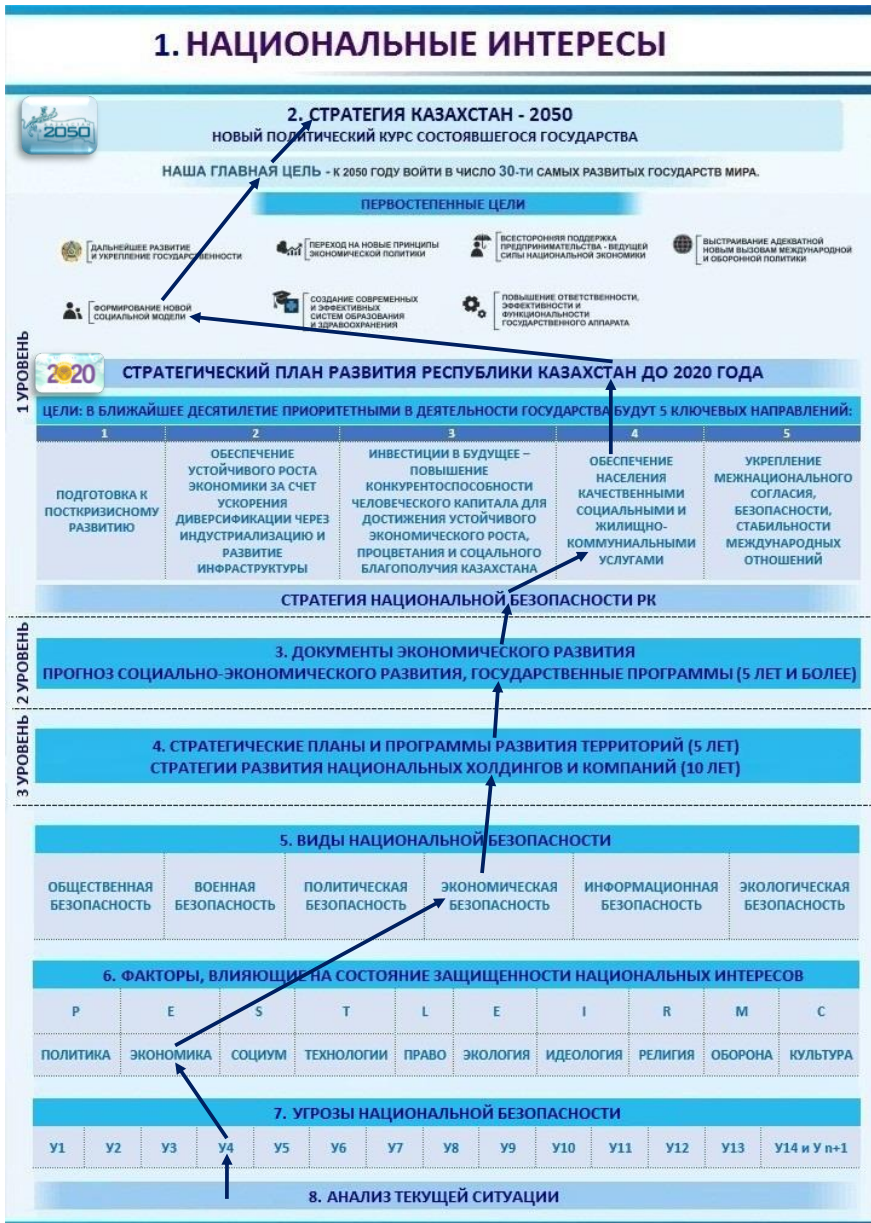 1. НАЦИОНАЛЬНЫЕ ИНТЕРЕСЫ
2050
2. СТРАТЕГИЯ КАЗАХСТАН - 2050
НОВЫЙ ПОЛИТИЧЕСКИЙ КУРС СОСТОЯВШЕГОСЯ ГОСУДАРСТВА
НАША ГЛАВНАЯ ЦЕЛЬ - К 2050 ГОДУ ВОЙТИ В ЧИСЛО 30-ТИ САМЫХ РАЗВИТЫХ ГОСУДАРСТВ МИРА.
ПЕРВОСТЕПЕННЫЕ ЦЕЛИ
ДАЛЬНЕЙШЕЕ РАЗВИТИЕ
И УКРЕПЛЕНИЕ ГОСУДАРСТВЕННОСТИ
ПЕРЕХОД НА НОВЫЕ ПРИНЦИПЫ
ЭКОНОМИЧЕСКОЙ ПОЛИТИКИ
ВСЕСТОРОННЯЯ ПОДДЕРЖКА
ПРЕДПРИНИМАТЕЛЬСТВА - ВЕДУЩЕЙ
СИЛЫ НАЦИОНАЛЬНОЙ ЭКОНОМИКИ
ВЫСТРАИВАНИЕ АДЕКВАТНОЙ
НОВЫМ ВЫЗОВАМ МЕЖДУНАРОДНОЙ
И ОБОРОННОЙ ПОЛИТИКИ
ФОРМИРОВАНИЕ НОВОЙ
СОЦИАЛЬНОЙ МОДЕЛИ
СОЗДАНИЕ СОВРЕМЕННЫХ
И ЭФФЕКТИВНЫХ
СИСТЕМ ОБРАЗОВАНИЯ
И ЗДРАВООХРАНЕНИЯ
ПОВЫШЕНИЕ ОТВЕТСТВЕННОСТИ,
ЭФФЕКТИВНОСТИ И
ФУНКЦИОНАЛЬНОСТИ
ГОСУДАРСТВЕННОГО АППАРАТА
1 УРОВЕНЬ
2020
СТРАТЕГИЧЕСКИЙ ПЛАН РАЗВИТИЯ РЕСПУБЛИКИ КАЗАХСТАН ДО 2020 ГОДА
ЦЕЛИ: В БЛИЖАЙШЕЕ ДЕСЯТИЛЕТИЕ ПРИОРИТЕТНЫМИ В ДЕЯТЕЛЬНОСТИ ГОСУДАРСТВА БУДУТ 5 КЛЮЧЕВЫХ НАПРАВЛЕНИЙ:
1 2 3 4 5
ПОДГОТОВКА К
ПОСТКРИЗИСНОМУ
РАЗВИТИЮ
ОБЕСПЕЧЕНИЕ
УСТОЙЧИВОГО РОСТА
ЭКОНОМИКИ ЗА СЧЕТ
УСКОРЕНИЯ
ДИВЕРСИФИКАЦИИ ЧЕРЕЗ
ИНДУСТРИАЛИЗАЦИЮ И
РАЗВИТИЕ
ИНФРАСТРУКТУРЫ
ИНВЕСТИЦИИ В БУДУЩЕЕ –
ПОВЫШЕНИЕ
КОНКУРЕНТОСПОСОБНОСТИ
ЧЕЛОВЕЧЕСКОГО КАПИТАЛА ДЛЯ
ДОСТИЖЕНИЯ УСТОЙЧИВОГО
ЭКОНОМИЧЕСКОГО РОСТА,
ПРОЦВЕТАНИЯ И СОЦАЛЬНОГО
БЛАГОПОЛУЧИЯ КАЗАХСТАНА
ОБЕСПЕЧЕНИЕ
НАСЕЛЕНИЯ
КАЧЕСТВЕННЫМИ
СОЦИАЛЬНЫМИ И
ЖИЛИЩНО-
КОММУНИАЛЬНЫМИ
УСЛУГАМИ
УКРЕПЛЕНИЕ
МЕЖНАЦИОНАЛЬНОГО
СОГЛАСИЯ,
БЕЗОПАСНОСТИ,
СТАБИЛЬНОСТИ
МЕЖДУНАРОДНЫХ
ОТНОШЕНИЙ
СТРАТЕГИЯ НАЦИОНАЛЬНОЙ БЕЗОПАСНОСТИ РК
2 УРОВЕНЬ
3. ДОКУМЕНТЫ ЭКОНОМИЧЕСКОГО РАЗВИТИЯ
ПРОГНОЗ СОЦИАЛЬНО-ЭКОНОМИЧЕСКОГО РАЗВИТИЯ, ГОСУДАРСТВЕННЫЕ ПРОГРАММЫ (5 ЛЕТ И БОЛЕЕ)
3 УРОВЕНЬ
4. СТРАТЕГИЧЕСКИЕ ПЛАНЫ И ПРОГРАММЫ РАЗВИТИЯ ТЕРРИТОРИЙ (5 ЛЕТ)
СТРАТЕГИИ РАЗВИТИЯ НАЦИОНАЛЬНЫХ ХОЛДИНГОВ И КОМПАНИЙ (10 ЛЕТ)
5. ВИДЫ НАЦИОНАЛЬНОЙ БЕЗОПАСНОСТИ
ОБЩЕСТВЕННАЯ
БЕЗОПАСНОСТЬ
ВОЕННАЯ
БЕЗОПАСНОСТЬ
ПОЛИТИЧЕСКАЯ
БЕЗОПАСНОСТЬ
ЭКОНОМИЧЕСКАЯ
БЕЗОПАСНОСТЬ
ИНФОРМАЦИОННАЯ
БЕЗОПАСНОСТЬ
ЭКОЛОГИЧЕСКАЯ
БЕЗОПАСНОСТЬ
6. ФАКТОРЫ, ВЛИЯЮЩИЕ НА СОСТОЯНИЕ ЗАЩИЩЕННОСТИ НАЦИОНАЛЬНЫХ ИНТЕРЕСОВ
P E S T L E I R M C
ПОЛИТИКА ЭКОНОМИКА СОЦИУМ ТЕХНОЛОГИИ ПРАВО ЭКОЛОГИЯ ИДЕОЛОГИЯ РЕЛИГИЯ ОБОРОНА КУЛЬТУРА
7. УГРОЗЫ НАЦИОНАЛЬНОЙ БЕЗОПАСНОСТИ
У1 У2 У3 У4 У5 У6 У7 У8 У9 У10 У11 У12 У13 У14 и У n+1
8. АНАЛИЗ ТЕКУЩЕЙ СИТУАЦИИ